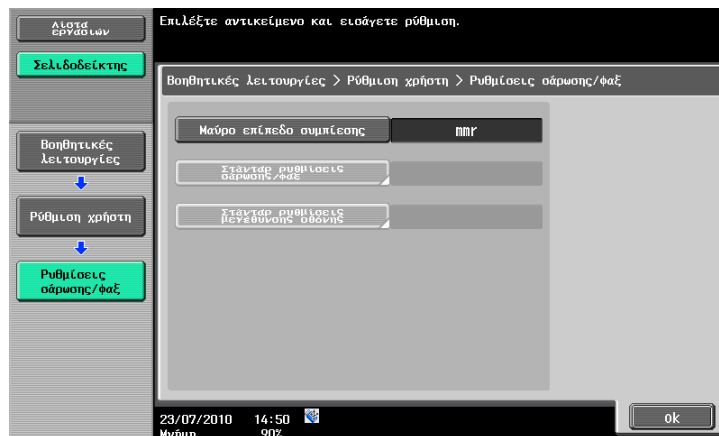 Λίστα
εργασιών
Επιλέξτε αντικείμενο και εισάγετε ρύθμιση.
Σελιδοδείκτης
Βοηθητικές λειτουργίες > Ρύθμιση χρήστη > Ρυθμίσεις σάρωσης/φαξ
Μαύρο επίπεδο συμπίεσης
mmr
Βοηθητικές
λειτουργίες
Στάνταρ ρυθμίσεις
σάρωσης/φαξ
Ρύθμιση χρήστη
Στάνταρ ρυθμίσεις
μεγέθυνσης οθόνης
Ρυθμίσεις
σάρωσης/φαξ
23/07/2010 14:50
Μνήμη 90%
ok